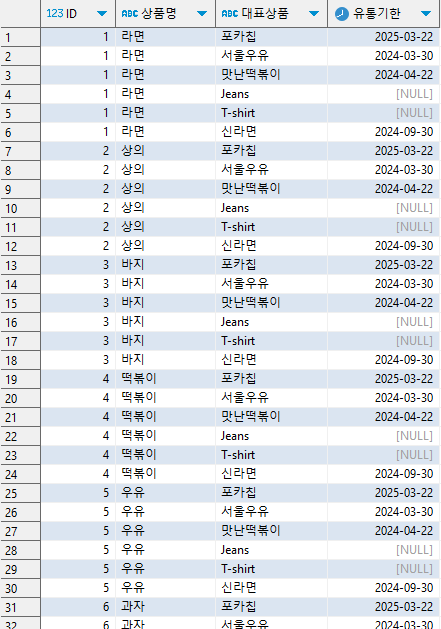 123 ID ABC 상품명 ABC 대표상품 유통기한
1 1 라면 포카칩 2025-03-22
2 1 라면 서울우유 2024-03-30
3 1 라면 맛난떡볶이 2024-04-22
4 1 라면 Jeans [NULL]
5 1 라면 T-shirt [NULL]
6 1 라면 신라면 2024-09-30
7 2 상의 포카칩 2025-03-22
8 2 상의 서울우유 2024-03-30
9 2 상의 맛난떡볶이 2024-04-22
10 2 상의 Jeans [NULL]
11 2 상의 T-shirt [NULL]
12 2 상의 신라면 2024-09-30
13 3 바지 포카칩 2025-03-22
14 3 바지 서울우유 2024-03-30
15 3 바지 맛난떡볶이 2024-04-22
16 3 바지 Jeans [NULL]
17 3 바지 T-shirt [NULL]
18 3 바지 신라면 2024-09-30
19 4 떡볶이 포카칩 2025-03-22
20 4 떡볶이 서울우유 2024-03-30
21 4 떡볶이 맛난떡볶이 2024-04-22
22 4 떡볶이 Jeans [NULL]
23 4 떡볶이 T-shirt [NULL]
24 4 떡볶이 신라면 2024-09-30
25 5 우유 포카칩 2025-03-22
26 5 우유 서울우유 2024-03-30
27 5 우유 맛난떡볶이 2024-04-22
28 5 우유 Jeans [NULL]
29 5 우유 T-shirt [NULL]
30 5 우유 신라면 2024-09-30
31 6 과자 포카칩 2025-03-22
32 6 과자 서울우유 2024-03-30